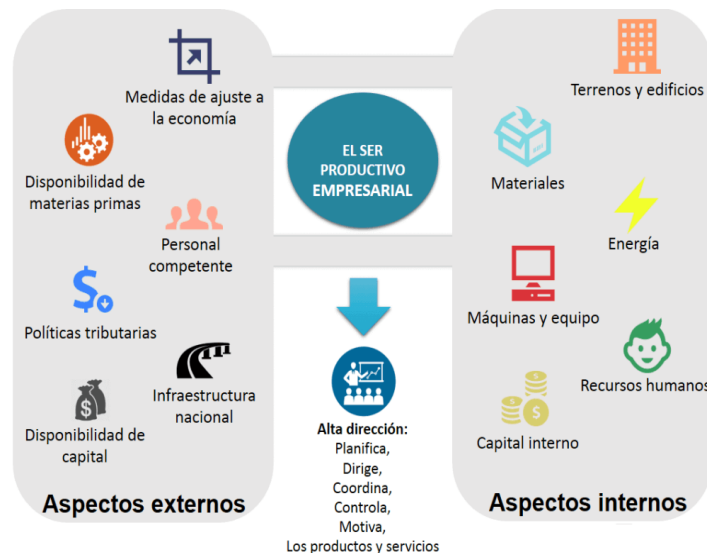 Medidas de ajuste a
la economía
Disponibilidad de
materias primas
Personal
competente
Políticas tributarias
Infraestructura
nacional
Disponibilidad de
capital
Aspectos externos
EL SER
PRODUCTIVO
EMPRESARIAL
Alta dirección:
Planifica,
Dirige,
Coordina,
Controla,
Motiva,
Los productos y servicios
Terrenos y edificios
Materiales
Energía
Máquinas y equipo
Recursos humanos
Capital interno
Aspectos internos